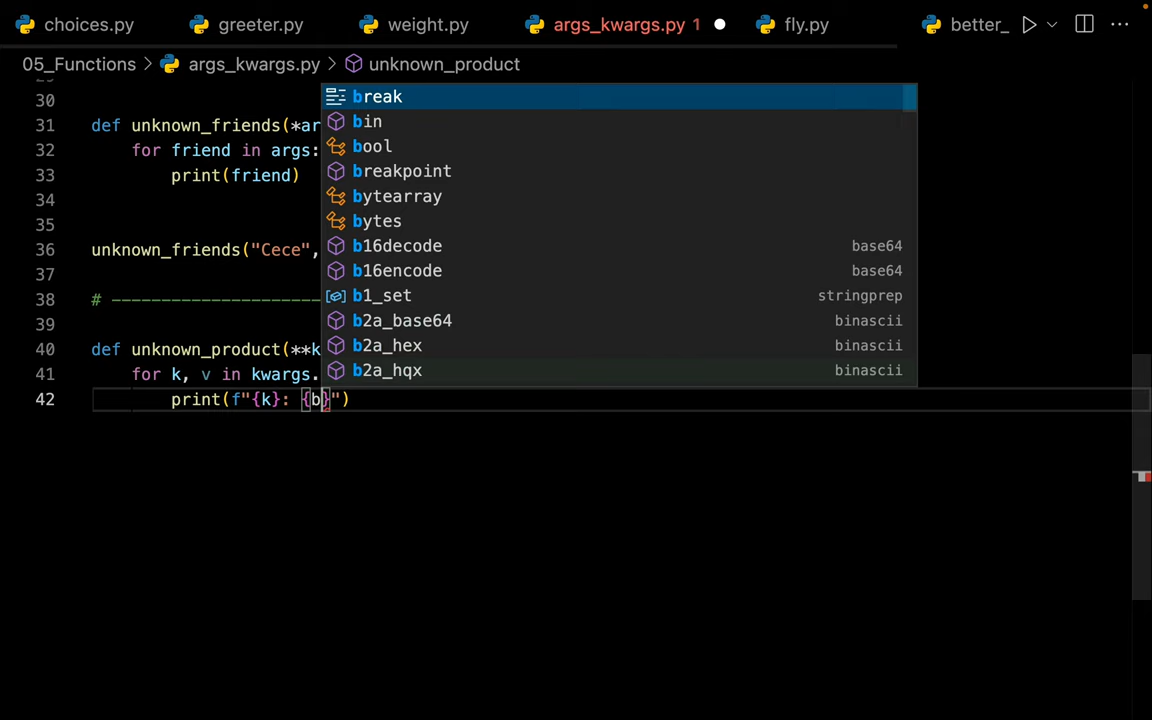 choices.py greeter.py weight.py args_kwargs.py 1 fly.py better_
05_Functions > args_kwargs.py > unknown_product
30
31 def unknown_friends(*ar
32 for friend in args:
33 print(friend)
34
35
36 unknown_friends("Cece",
37
38 # ---------------------
39
40 def unknown_product(**k
41 for k, v in kwargs.
42 print(f"{k}: {b}")
break
bin
bool
breakpoint
bytearray
bytes
b16decode base64
b16encode base64
b1_set stringprep
b2a_base64 binascii
b2a_hex binascii
b2a_hqx binascii